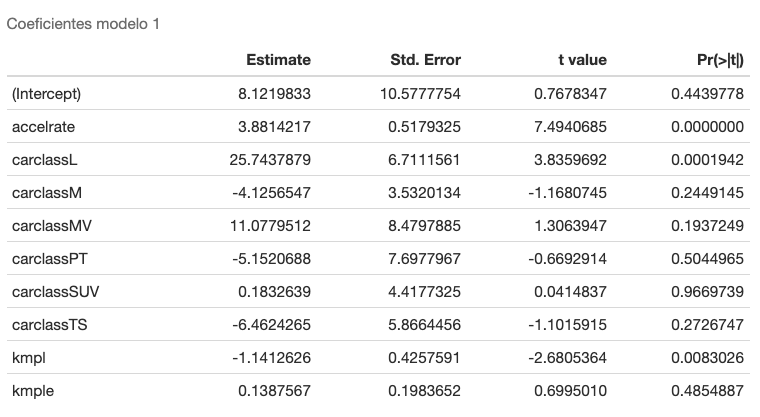 Coeficientes modelo 1
Estimate Std. Error t value Pr(>|t|)
(Intercept) 8.1219833 10.5777754 0.7678347 0.4439778
accelrate 3.8814217 0.5179325 7.4940685 0.0000000
carclassL 25.7437879 6.7111561 3.8359692 0.0001942
carclassM -4.1256547 3.5320134 -1.1680745 0.2449145
carclassMV 11.0779512 8.4797885 1.3063947 0.1937249
carclassPT -5.1520688 7.6977967 -0.6692914 0.5044965
carclassSUV 0.1832639 4.4177325 0.0414837 0.9669739
carclassTS -6.4624265 5.8664456 -1.1015915 0.2726747
kmpl -1.1412626 0.4257591 -2.6805364 0.0083026
kmple 0.1387567 0.1983652 0.6995010 0.4854887